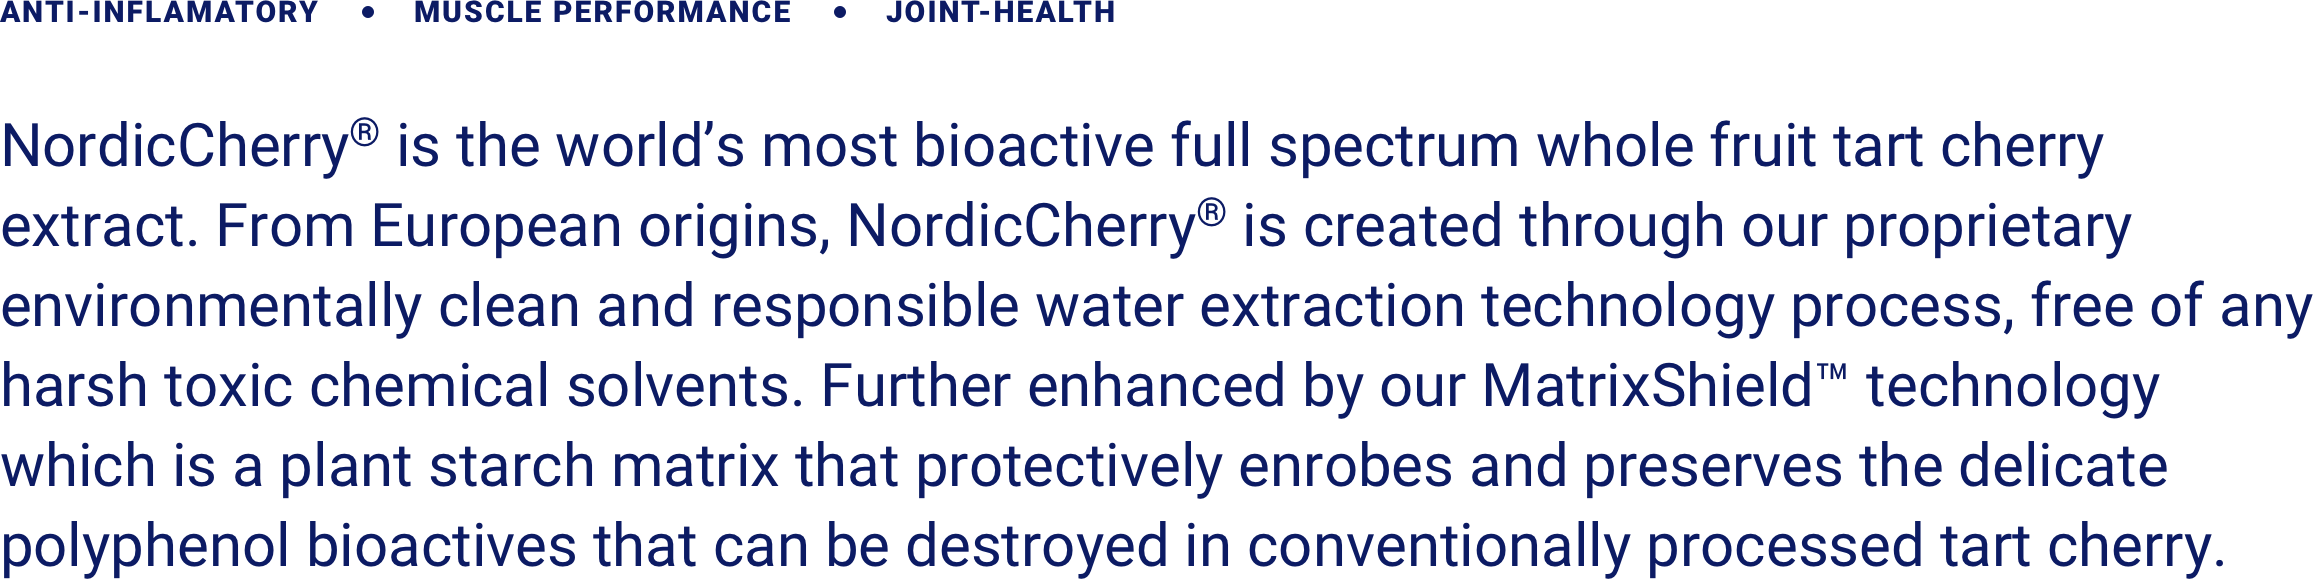 ANTI-INFLAMATORY • MUSCLE PERFORMANCE • JOINT-HEALTH
NordicCherry® is the world’s most bioactive full spectrum whole fruit tart cherry
extract. From European origins, NordicCherry® is created through our proprietary
environmentally clean and responsible water extraction technology process, free of any
harsh toxic chemical solvents. Further enhanced by our MatrixShield™ technology
which is a plant starch matrix that protectively enrobes and preserves the delicate
polyphenol bioactives that can be destroyed in conventionally processed tart cherry.